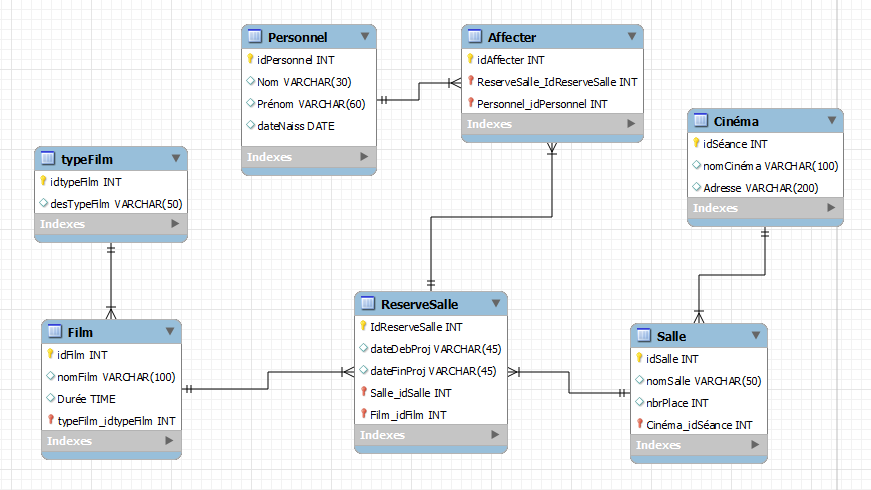 Personnel
idPersonnel INT
Nom VARCHAR(30)
Prénom VARCHAR(60)
dateNaiss DATE
Indexes
Affecter
idAffecter INT
ReserveSalle_IdReserveSalle INT
Personnel_idPersonnel INT
Indexes
Cinéma
idSéance INT
nomCinéma VARCHAR(100)
Adresse VARCHAR(200)
Indexes
typeFilm
idtypeFilm INT
desTypeFilm VARCHAR(50)
Indexes
Film
idFilm INT
nomFilm VARCHAR(100)
Durée TIME
typeFilm_idtypeFilm INT
Indexes
ReserveSalle
IdReserveSalle INT
dateDebProj VARCHAR(45)
dateFinProj VARCHAR(45)
Salle_idSalle INT
Film_idFilm INT
Indexes
Salle
idSalle INT
nomSalle VARCHAR(50)
nbrPlace INT
Cinéma_idSéance INT
Indexes